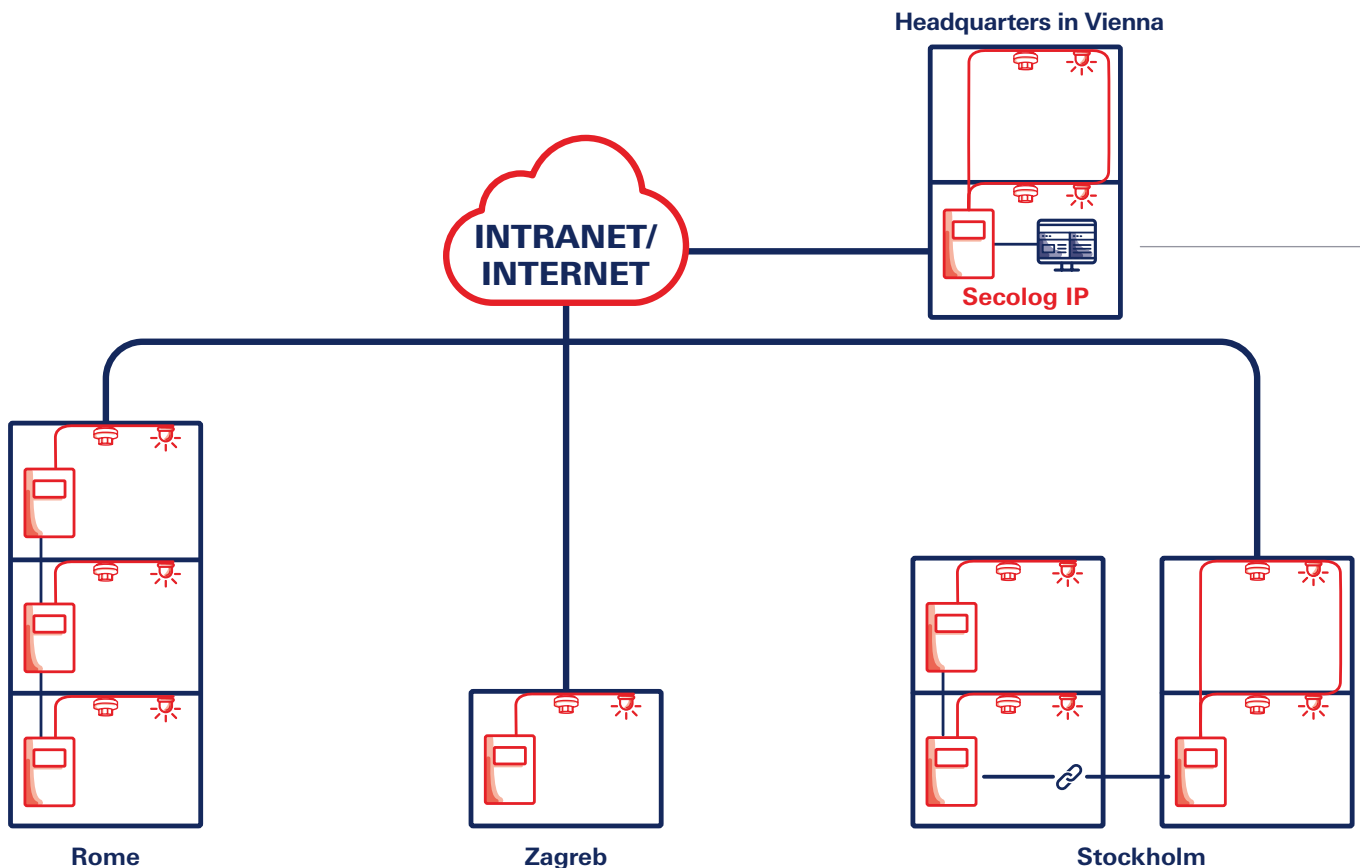 Headquarters in Vienna
INTRANET/
INTERNET
Secolog IP
Rome
Zagreb
Stockholm